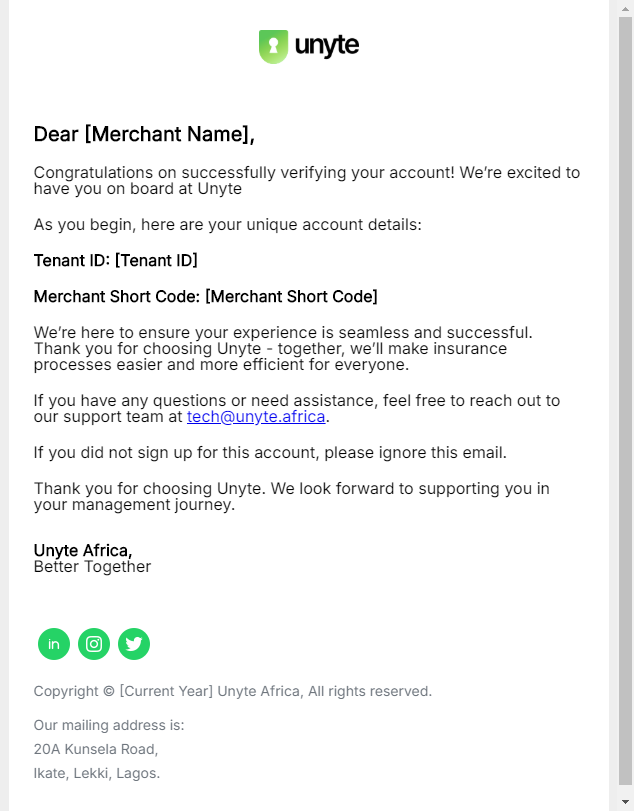 unyte
Dear [Merchant Name],
Congratulations on successfully verifying your account! We’re excited to
have you on board at Unyte
As you begin, here are your unique account details:
Tenant ID: [Tenant ID]
Merchant Short Code: [Merchant Short Code]
We’re here to ensure your experience is seamless and successful.
Thank you for choosing Unyte - together, we’ll make insurance
processes easier and more efficient for everyone.
If you have any questions or need assistance, feel free to reach out to
our support team at tech@unyte.africa.
If you did not sign up for this account, please ignore this email.
Thank you for choosing Unyte. We look forward to supporting you in
your management journey.
Unyte Africa,
Better Together
in
Copyright © [Current Year] Unyte Africa, All rights reserved.
Our mailing address is:
20A Kunsela Road,
Ikate, Lekki, Lagos.